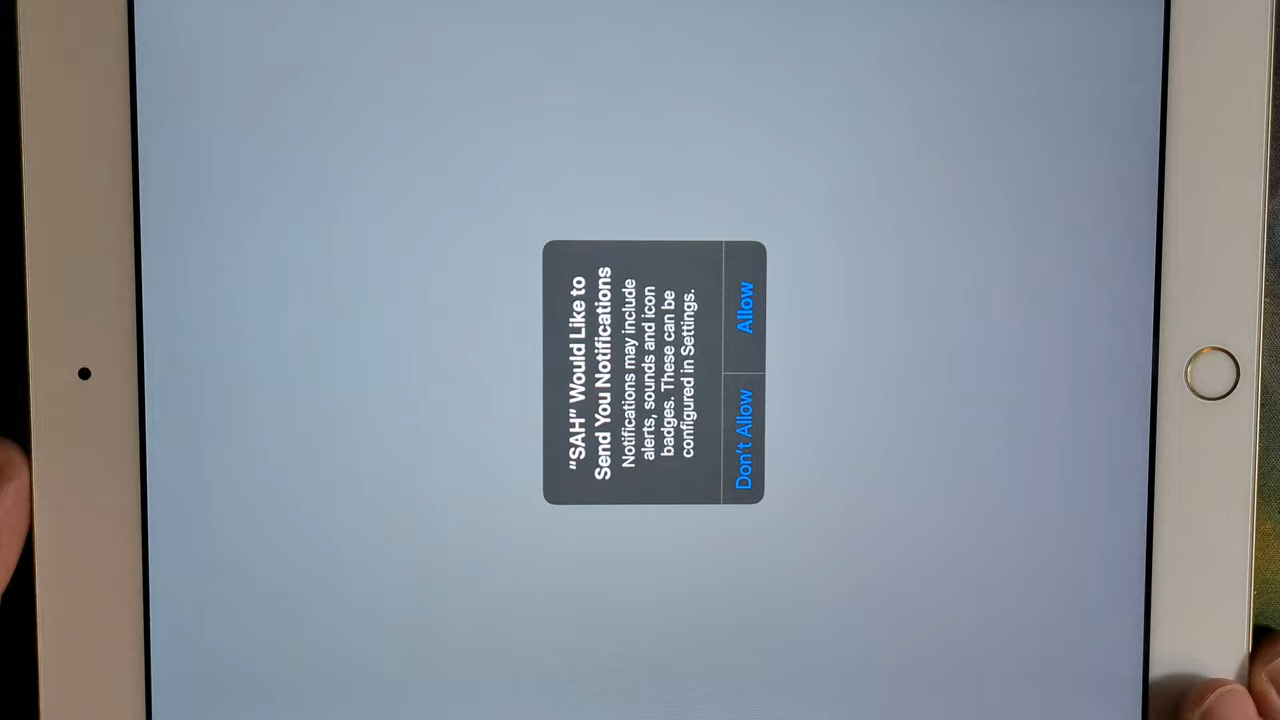 "SAH" Would Like to
Send You Notifications
Notifications may include
alerts, sounds and icon
badges. These can be
configured in Settings.
Don't Allow
Allow